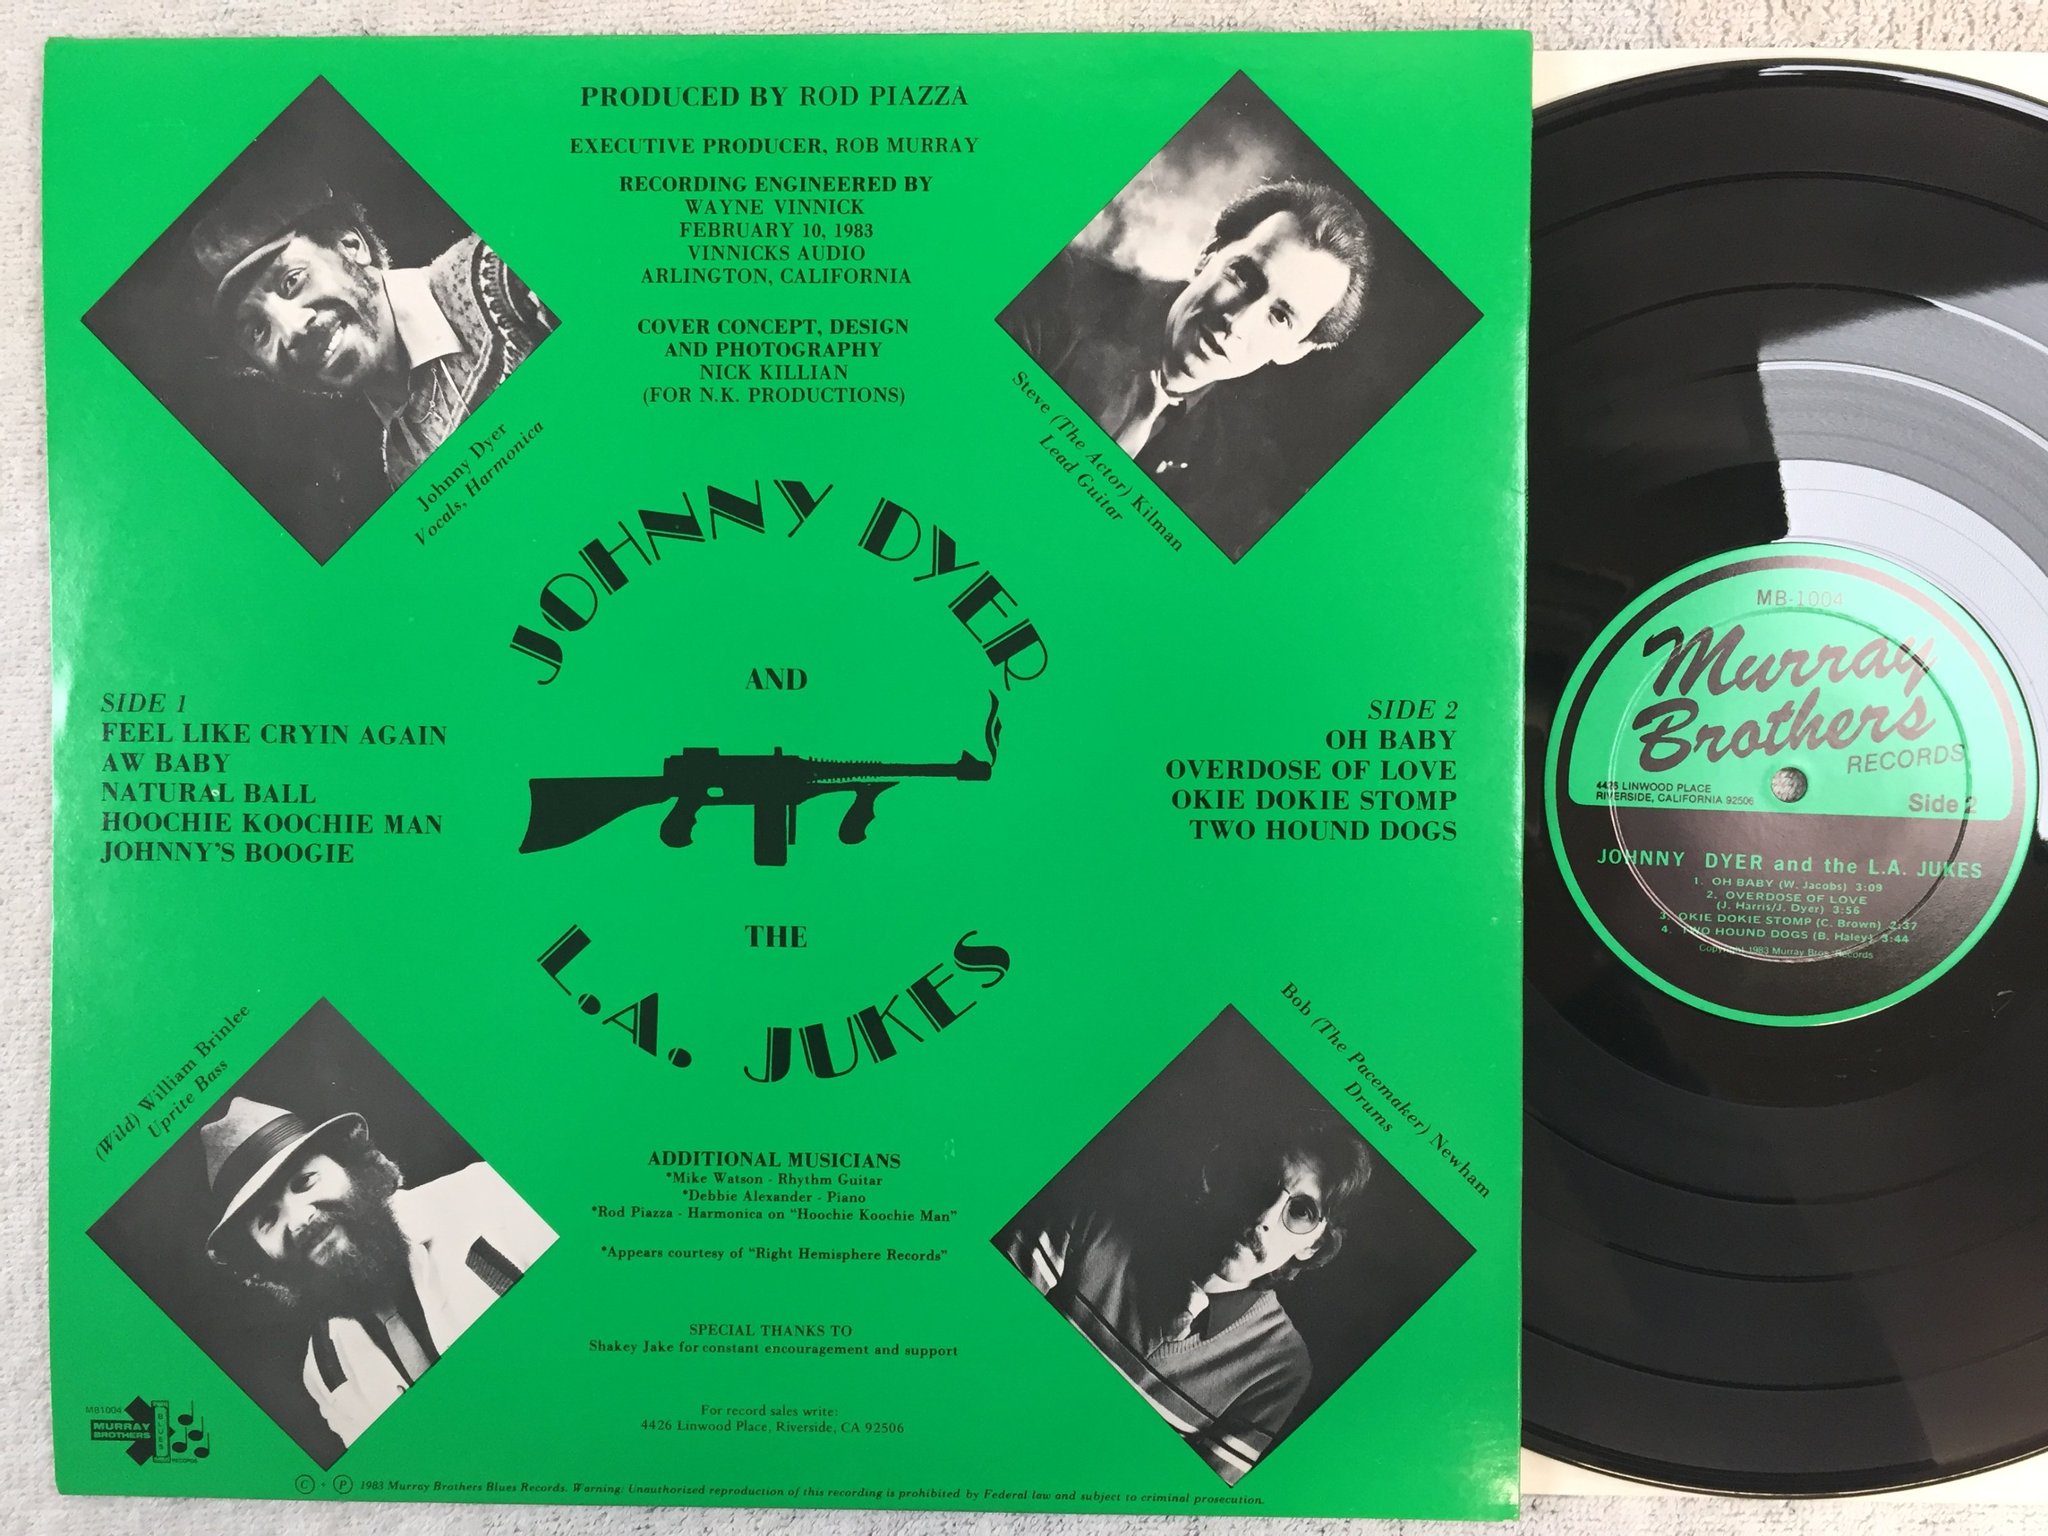 PRODUCED BY ROD PIAZZA
EXECUTIVE PRODUCER, ROB MURRAY
RECORDING ENGINEERED BY
WAYNE VINNICK
FEBRUARY 10, 1983
VINNICKS AUDIO
ARLINGTON, CALIFORNIA
COVER CONCEPT, DESIGN
AND PHOTOGRAPHY
NICK KILLIAN
(FOR N.K. PRODUCTIONS)
Johnny Dyer
Vocals, Harmonica
Steve (The Actor) Kilman
Lead Guitar
JOHNNY DYER
AND
THE
L.A. JUKES
SIDE 1
FEEL LIKE CRYIN AGAIN
AW BABY
NATURAL BALL
HOOCHIE KOOCHIE MAN
JOHNNY'S BOOGIE
SIDE 2
OH BABY
OVERDOSE OF LOVE
OKIE DOKIE STOMP
TWO HOUND DOGS
(Wild) William Brinlee
Uprite Bass
Bob (The Pacemaker) Newham
Drums
ADDITIONAL MUSICIANS
*Mike Watson - Rhythm Guitar
*Debbie Alexander - Piano
*Rod Piazza - Harmonica on "Hoochie Koochie Man"
*Appears courtesy of "Right Hemisphere Records"
SPECIAL THANKS TO
Shakey Jake for constant encouragement and support
For record sales write:
4426 Linwood Place, Riverside, CA 92506
MB1004
MURRAY
BROTHERS
BLUES
RECORDS
© + ℗ 1983 Murray Brothers Blues Records. Warning: Unauthorized reproduction of this recording is prohibited by Federal law and subject to criminal prosecution.
MB-1004
Murray
Brothers
RECORDS
4426 LINWOOD PLACE
RIVERSIDE, CALIFORNIA 92506
Side 2
JOHNNY DYER and the L.A. JUKES
1. OH BABY (W. Jacobs) 3:09
2. OVERDOSE OF LOVE
(J. Harris/J. Dyer) 3:56
3. OKIE DOKIE STOMP (C. Brown) 2:37
4. TWO HOUND DOGS (B. Haley) 3:44
Copyright 1983 Murray Bros. Records